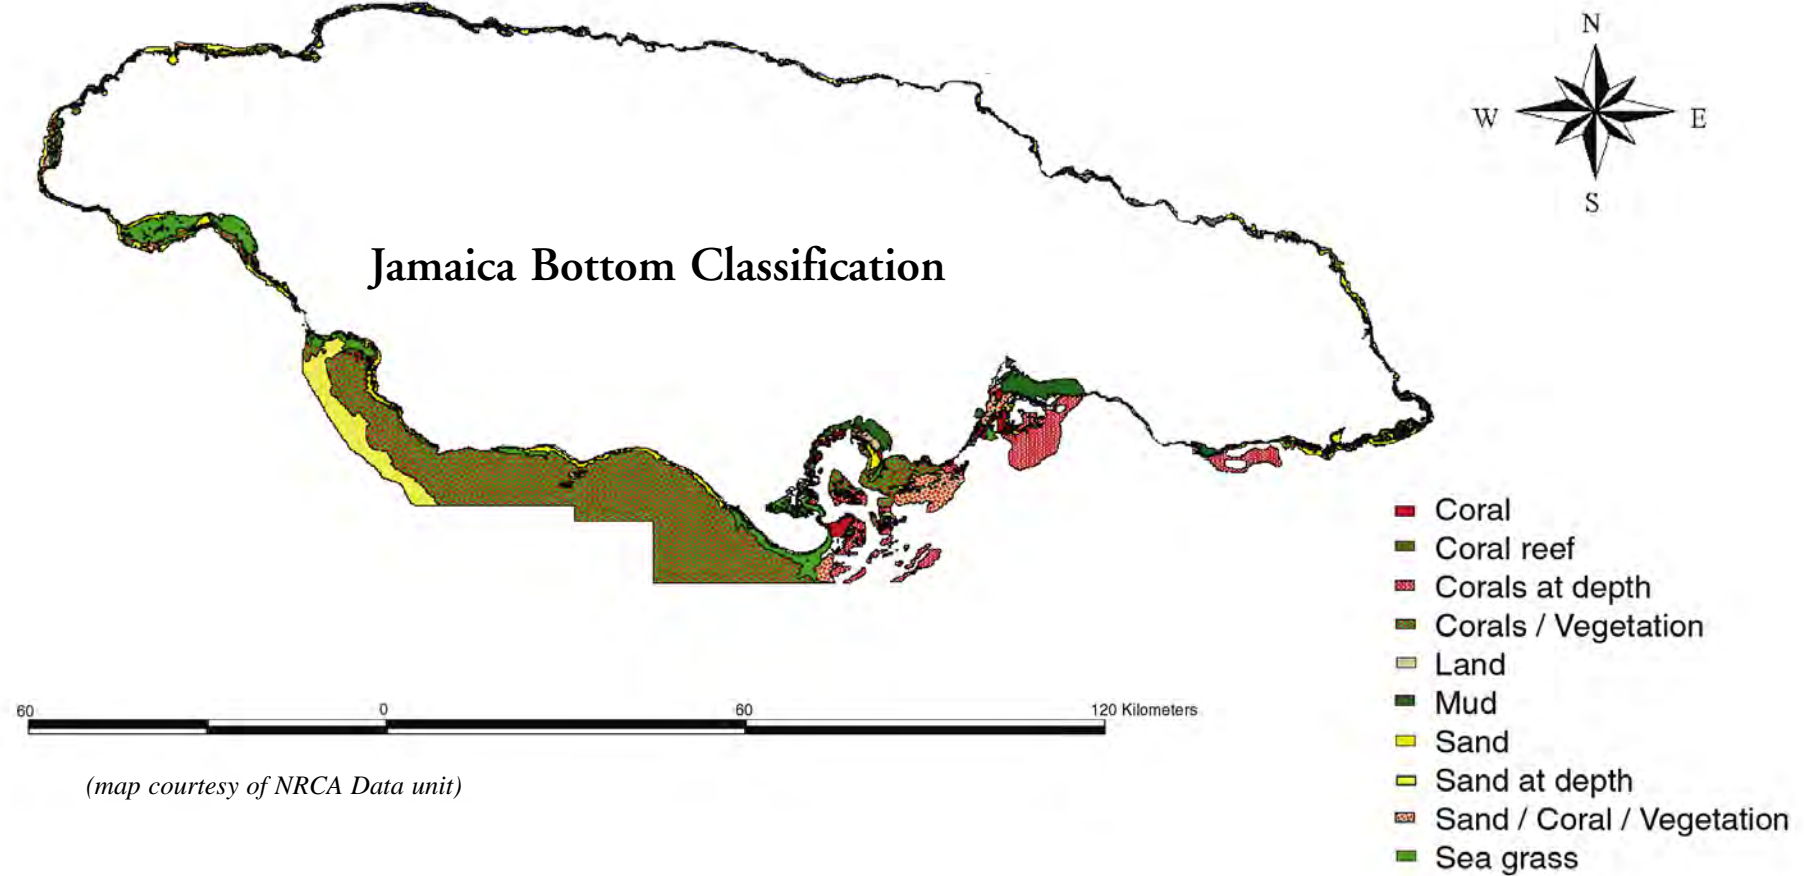 N
W E
S
Jamaica Bottom Classification
Coral
Coral reef
Corals at depth
Corals / Vegetation
Land
Mud
Sand
Sand at depth
Sand / Coral / Vegetation
Sea grass
60 0 60 120 Kilometers
(map courtesy of NRCA Data unit)